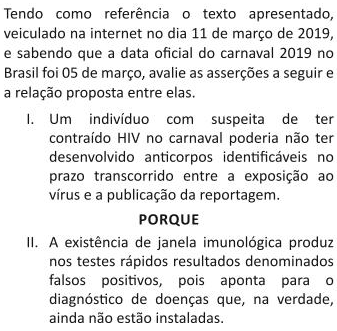 Tendo como referência o texto apresentado,
veiculado na internet no dia 11 de março de 2019,
e sabendo que a data oficial do carnaval 2019 no
Brasil foi 05 de março, avalie as asserções a seguir e
a relação proposta entre elas.
I. Um indivíduo com suspeita de ter
contraído HIV no carnaval poderia não ter
desenvolvido anticorpos identificáveis no
prazo transcorrido entre a exposição ao
vírus e a publicação da reportagem.
PORQUE
II. A existência de janela imunológica produz
nos testes rápidos resultados denominados
falsos positivos, pois aponta para o
diagnóstico de doenças que, na verdade,
ainda não estão instaladas.